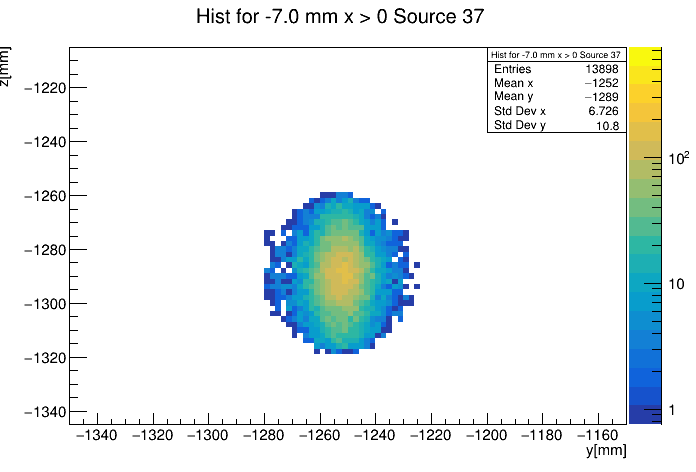 Hist for -7.0 mm x > 0 Source 37
z[mm]
Hist for -7.0 mm x > 0 Source 37
Entries 13898
Mean x −1252
Mean y −1289
Std Dev x 6.726
Std Dev y 10.8
−1220
−1240
−1260
−1280
−1300
−1320
−1340
10²
10
1
−1340 −1320 −1300 −1280 −1260 −1240 −1220 −1200 −1180 −1160
y[mm]